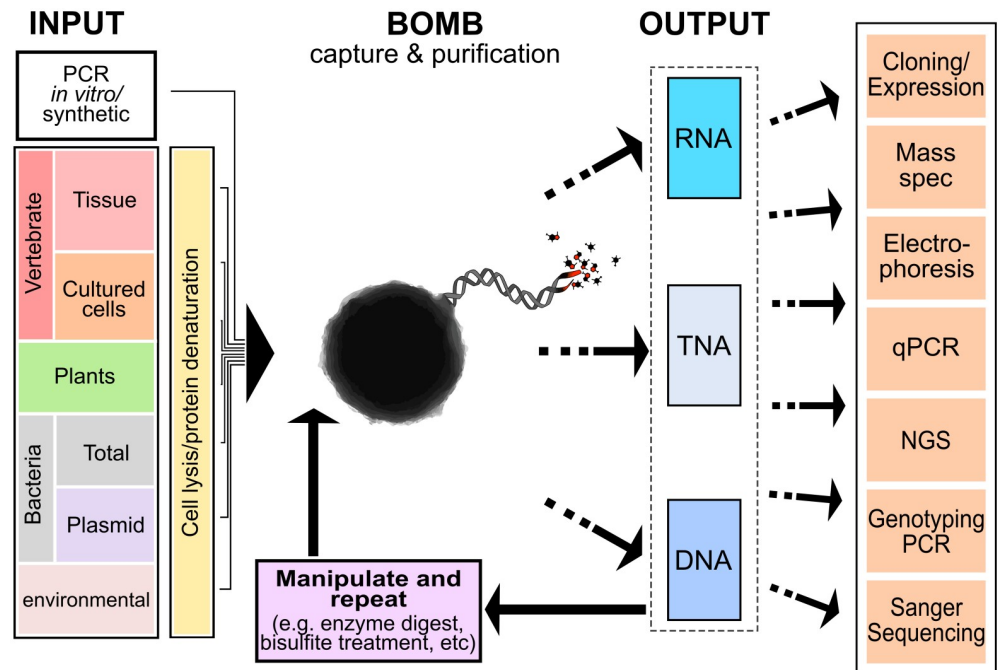 INPUT
PCR
in vitro/
synthetic
Vertebrate
Tissue
Cultured
cells
Plants
Bacteria
Total
Plasmid
environmental
Cell lysis/protein denaturation
BOMB
capture & purification
Manipulate and
repeat
(e.g. enzyme digest,
bisulfite treatment, etc)
OUTPUT
RNA
TNA
DNA
Cloning/
Expression
Mass
spec
Electro-
phoresis
qPCR
NGS
Genotyping
PCR
Sanger
Sequencing